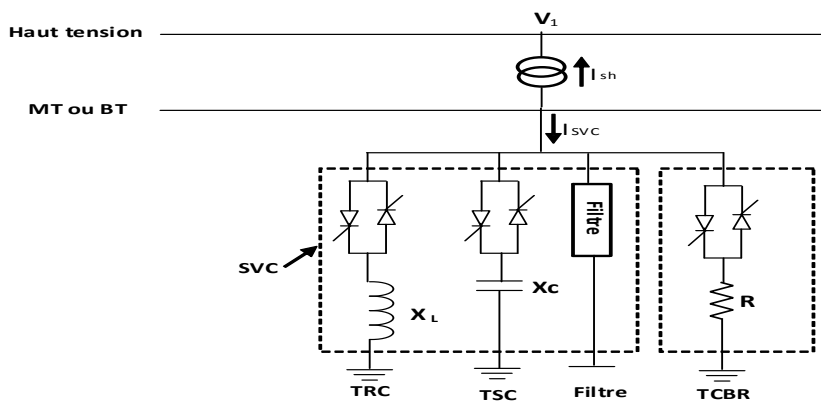 V1
Haut tension
Ish
MT ou BT
ISVC
Filtre
SVC
XL
Xc
R
TRC
TSC
Filtre
TCBR